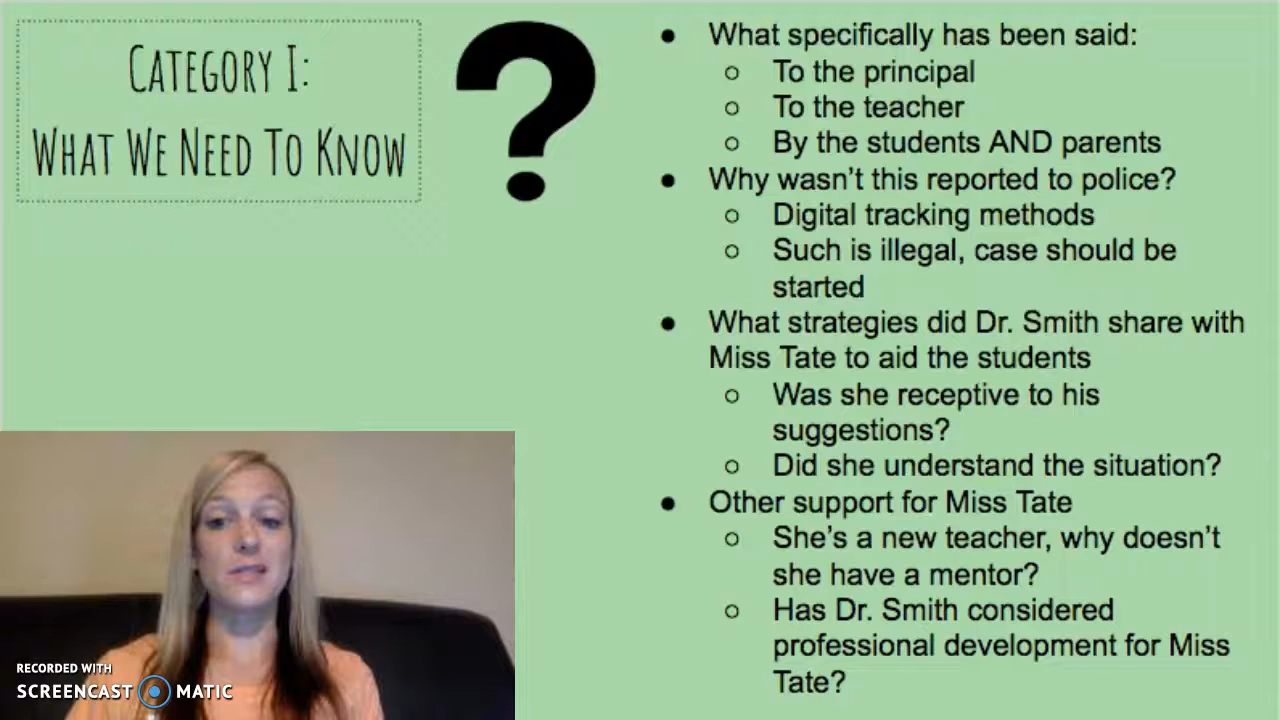 CATEGORY I:
WHAT WE NEED TO KNOW
?
● What specifically has been said:
○ To the principal
○ To the teacher
○ By the students AND parents
● Why wasn't this reported to police?
○ Digital tracking methods
○ Such is illegal, case should be
started
● What strategies did Dr. Smith share with
Miss Tate to aid the students
○ Was she receptive to his
suggestions?
○ Did she understand the situation?
● Other support for Miss Tate
○ She's a new teacher, why doesn't
she have a mentor?
○ Has Dr. Smith considered
professional development for Miss
Tate?
RECORDED WITH
SCREENCAST MATIC